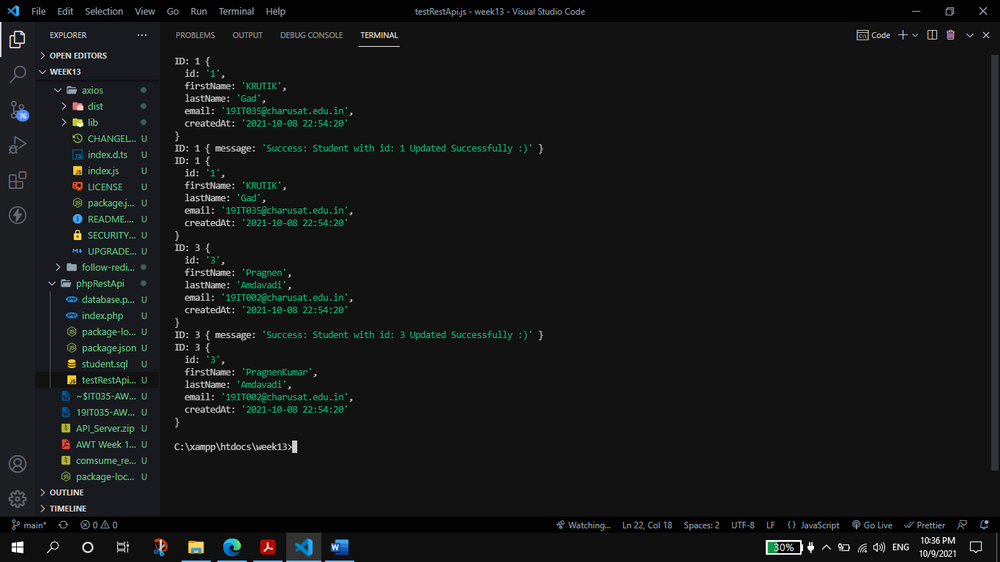 File Edit Selection View Go Run Terminal Help testRestApi.js - week13 - Visual Studio Code
EXPLORER ...
OPEN EDITORS
WEEK13
axios
dist
lib
CHANGEL... U
index.d.ts U
index.js U
LICENSE U
package.j... U
README.... U
SECURITY... U
UPGRADE... U
follow-redi...
phpRestApi
database.p... U
index.php U
package-lo... U
package.json U
student.sql U
testRestApi... U
~$IT035-AW... U
19IT035-AW... U
API_Server.zip U
AWT Week 1... U
comsume_re... U
package-loc... U
OUTLINE
TIMELINE
76
PROBLEMS OUTPUT DEBUG CONSOLE TERMINAL Code
ID: 1 {
id: '1',
firstName: 'KRUTIK',
lastName: 'Gad',
email: '19IT035@charusat.edu.in',
createdAt: '2021-10-08 22:54:20'
}
ID: 1 { message: 'Success: Student with id: 1 Updated Successfully :)' }
ID: 1 {
id: '1',
firstName: 'KRUTIK',
lastName: 'Gad',
email: '19IT035@charusat.edu.in',
createdAt: '2021-10-08 22:54:20'
}
ID: 3 {
id: '3',
firstName: 'Pragnen',
lastName: 'Amdavadi',
email: '19IT002@charusat.edu.in',
createdAt: '2021-10-08 22:54:20'
}
ID: 3 { message: 'Success: Student with id: 3 Updated Successfully :)' }
ID: 3 {
id: '3',
firstName: 'PragnenKumar',
lastName: 'Amdavadi',
email: '19IT002@charusat.edu.in',
createdAt: '2021-10-08 22:54:20'
}
C:\xampp\htdocs\week13>
main* 0 0 Watching... Ln 22, Col 18 Spaces: 2 UTF-8 LF {} JavaScript Go Live Prettier
30% ENG 10:36 PM
10/9/2021